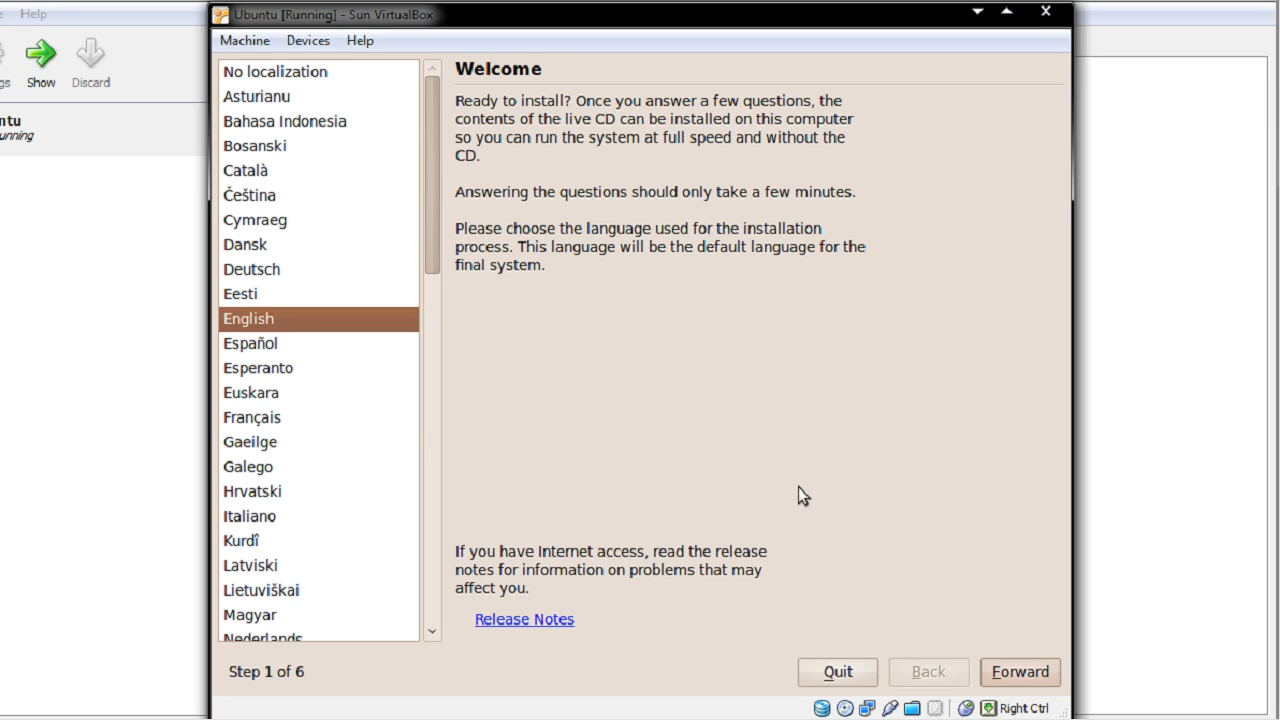 Help
Show
Discard
Ubuntu [Running] - Sun VirtualBox
Machine Devices Help
No localization
Asturianu
Bahasa Indonesia
Bosanski
Català
Čeština
Cymraeg
Dansk
Deutsch
Eesti
English
Español
Esperanto
Euskara
Français
Gaeilge
Galego
Hrvatski
Italiano
Kurdî
Latviski
Lietuviškai
Magyar
Nederlands
Welcome
Ready to install? Once you answer a few questions, the
contents of the live CD can be installed on this computer
so you can run the system at full speed and without the
CD.
Answering the questions should only take a few minutes.
Please choose the language used for the installation
process. This language will be the default language for the
final system.
If you have Internet access, read the release
notes for information on problems that may
affect you.
Release Notes
Step 1 of 6
Quit Back Forward
Right Ctrl